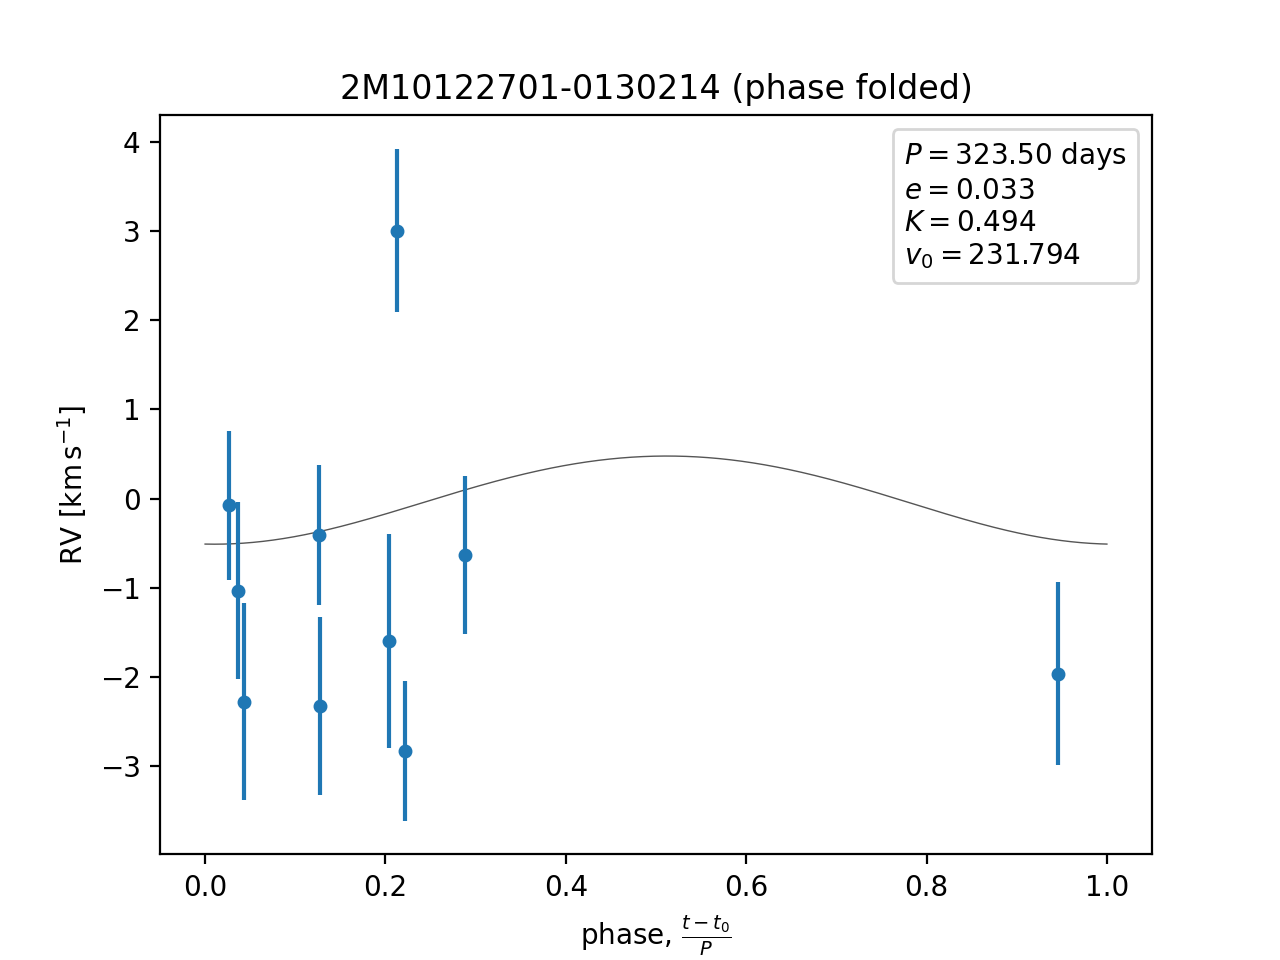 2M10122701-0130214 (phase folded)
P = 323.50 days
e = 0.033
K = 0.494
v₀ = 231.794
4
3
2
1
0
−1
−2
−3
RV [km s⁻¹]
0.0 0.2 0.4 0.6 0.8 1.0
phase, (t − t₀)/P